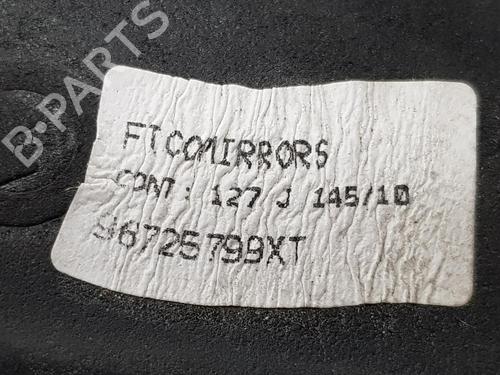 B-PARTS
FICOMIRRORS
CONT: 127 J 145/10
96725799XT